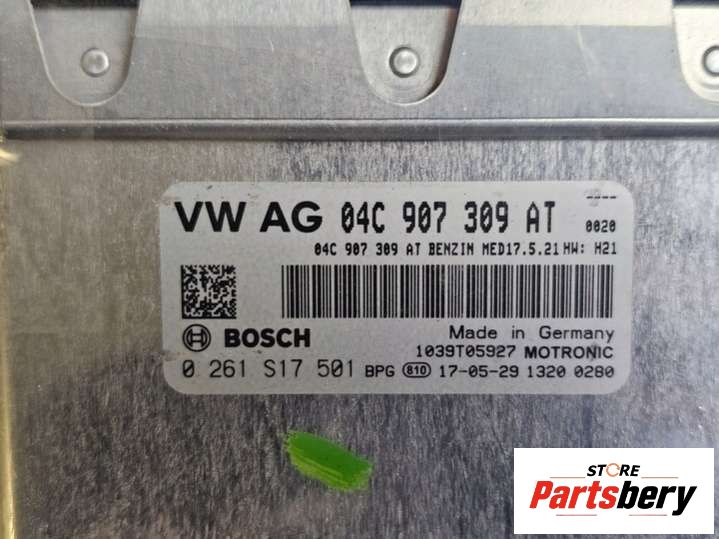 VW AG 04C 907 309 AT ----
0020
04C 907 309 AT BENZIN MED17.5.21 HW: H21
BOSCH
Made in Germany
1039T05927 MOTRONIC
0 261 S17 501 BPG 810 17-05-29 1320 0280
STORE
Partsbery